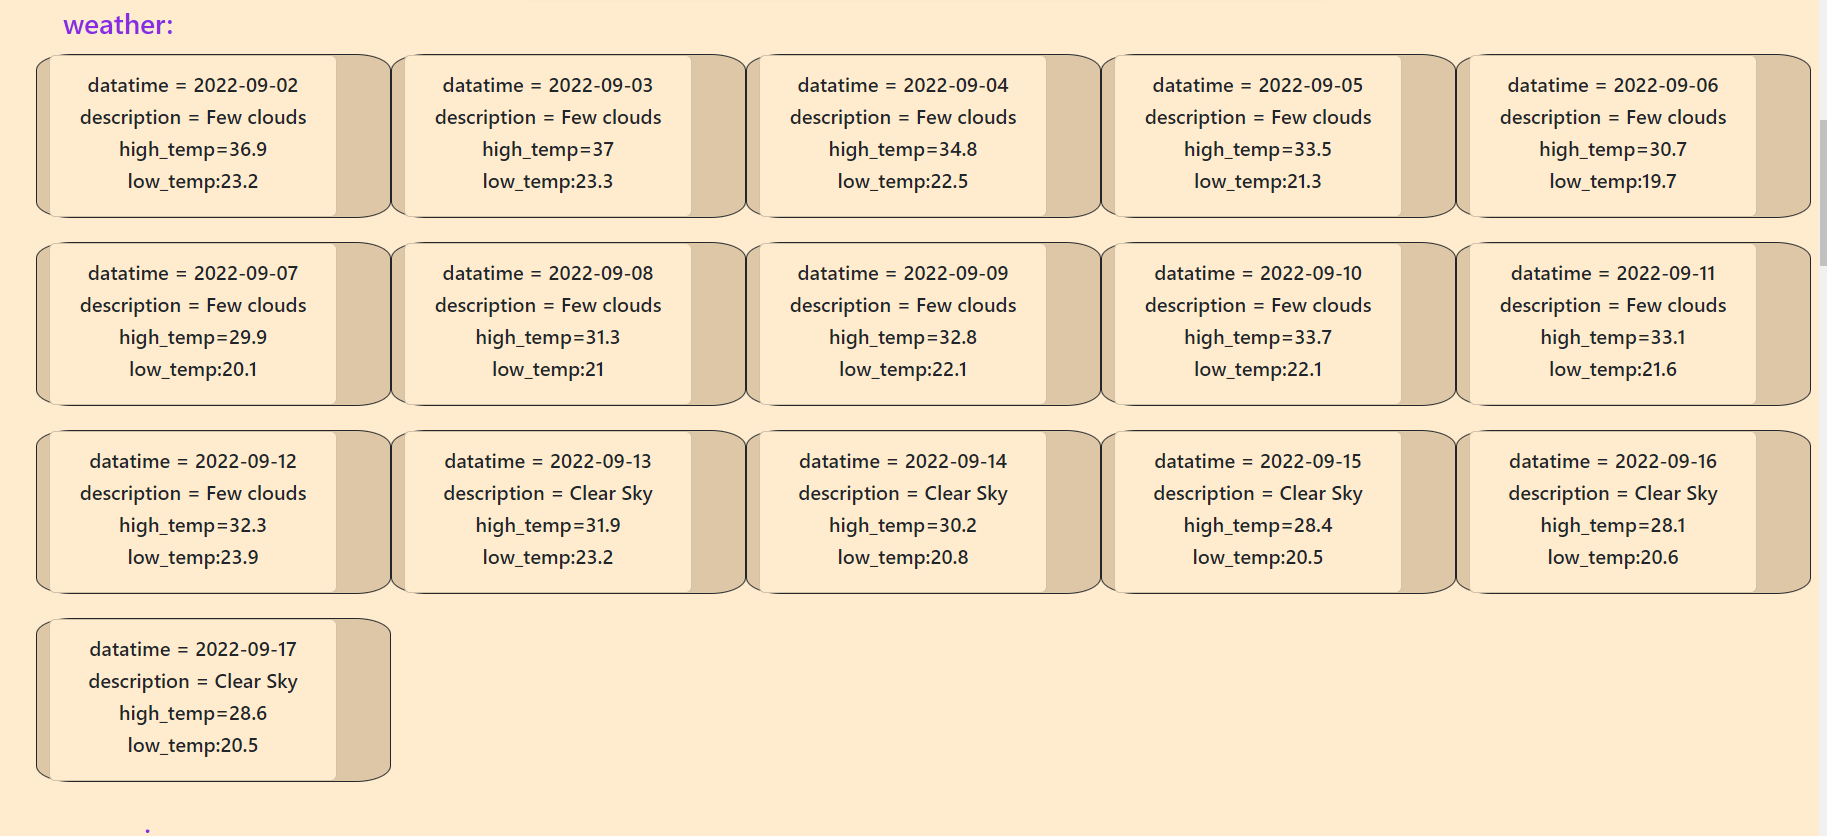 weather:
datatime = 2022-09-02
description = Few clouds
high_temp=36.9
low_temp:23.2
datatime = 2022-09-03
description = Few clouds
high_temp=37
low_temp:23.3
datatime = 2022-09-04
description = Few clouds
high_temp=34.8
low_temp:22.5
datatime = 2022-09-05
description = Few clouds
high_temp=33.5
low_temp:21.3
datatime = 2022-09-06
description = Few clouds
high_temp=30.7
low_temp:19.7
datatime = 2022-09-07
description = Few clouds
high_temp=29.9
low_temp:20.1
datatime = 2022-09-08
description = Few clouds
high_temp=31.3
low_temp:21
datatime = 2022-09-09
description = Few clouds
high_temp=32.8
low_temp:22.1
datatime = 2022-09-10
description = Few clouds
high_temp=33.7
low_temp:22.1
datatime = 2022-09-11
description = Few clouds
high_temp=33.1
low_temp:21.6
datatime = 2022-09-12
description = Few clouds
high_temp=32.3
low_temp:23.9
datatime = 2022-09-13
description = Clear Sky
high_temp=31.9
low_temp:23.2
datatime = 2022-09-14
description = Clear Sky
high_temp=30.2
low_temp:20.8
datatime = 2022-09-15
description = Clear Sky
high_temp=28.4
low_temp:20.5
datatime = 2022-09-16
description = Clear Sky
high_temp=28.1
low_temp:20.6
datatime = 2022-09-17
description = Clear Sky
high_temp=28.6
low_temp:20.5